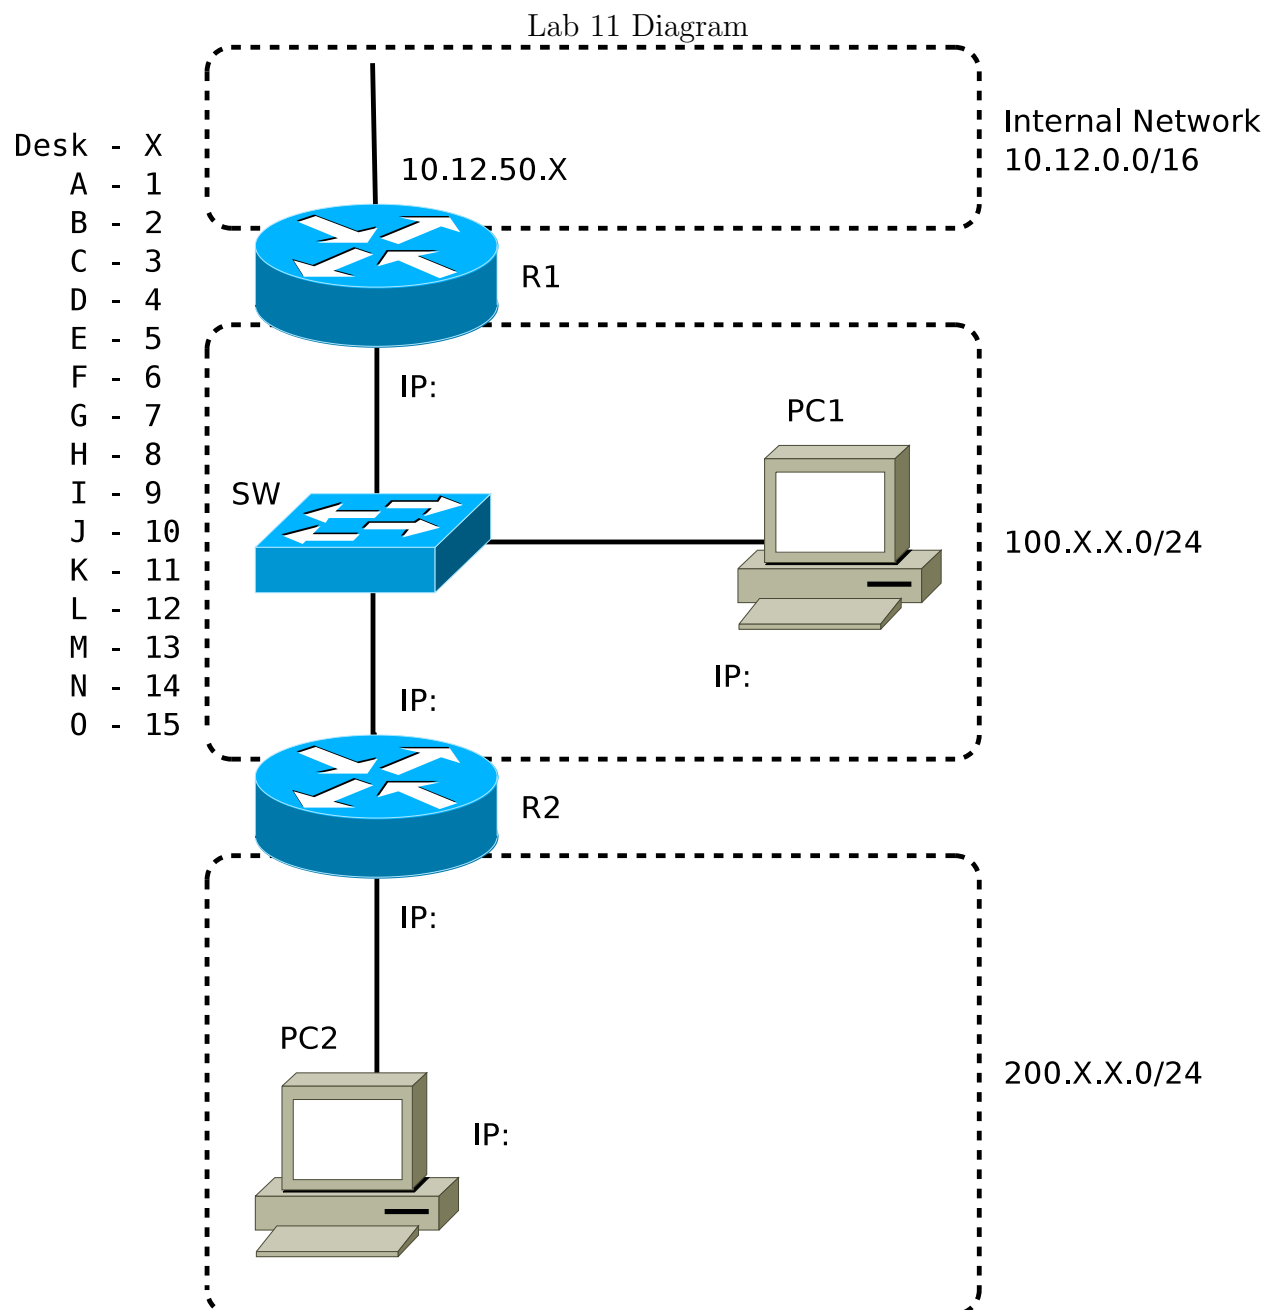 Lab 11 Diagram
Internal Network
10.12.0.0/16
Desk - X
A - 1
B - 2
C - 3
D - 4
E - 5
F - 6
G - 7
H - 8
I - 9
J - 10
K - 11
L - 12
M - 13
N - 14
O - 15
10.12.50.X
R1
IP:
PC1
SW
100.X.X.0/24
IP:
IP:
R2
IP:
PC2
200.X.X.0/24
IP: